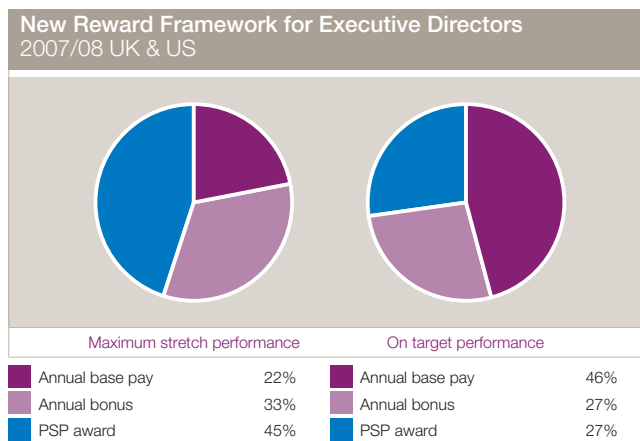 New Reward Framework for Executive Directors
2007/08 UK & US
Maximum stretch performance
On target performance
Annual base pay 22%
Annual bonus 33%
PSP award 45%
Annual base pay 46%
Annual bonus 27%
PSP award 27%